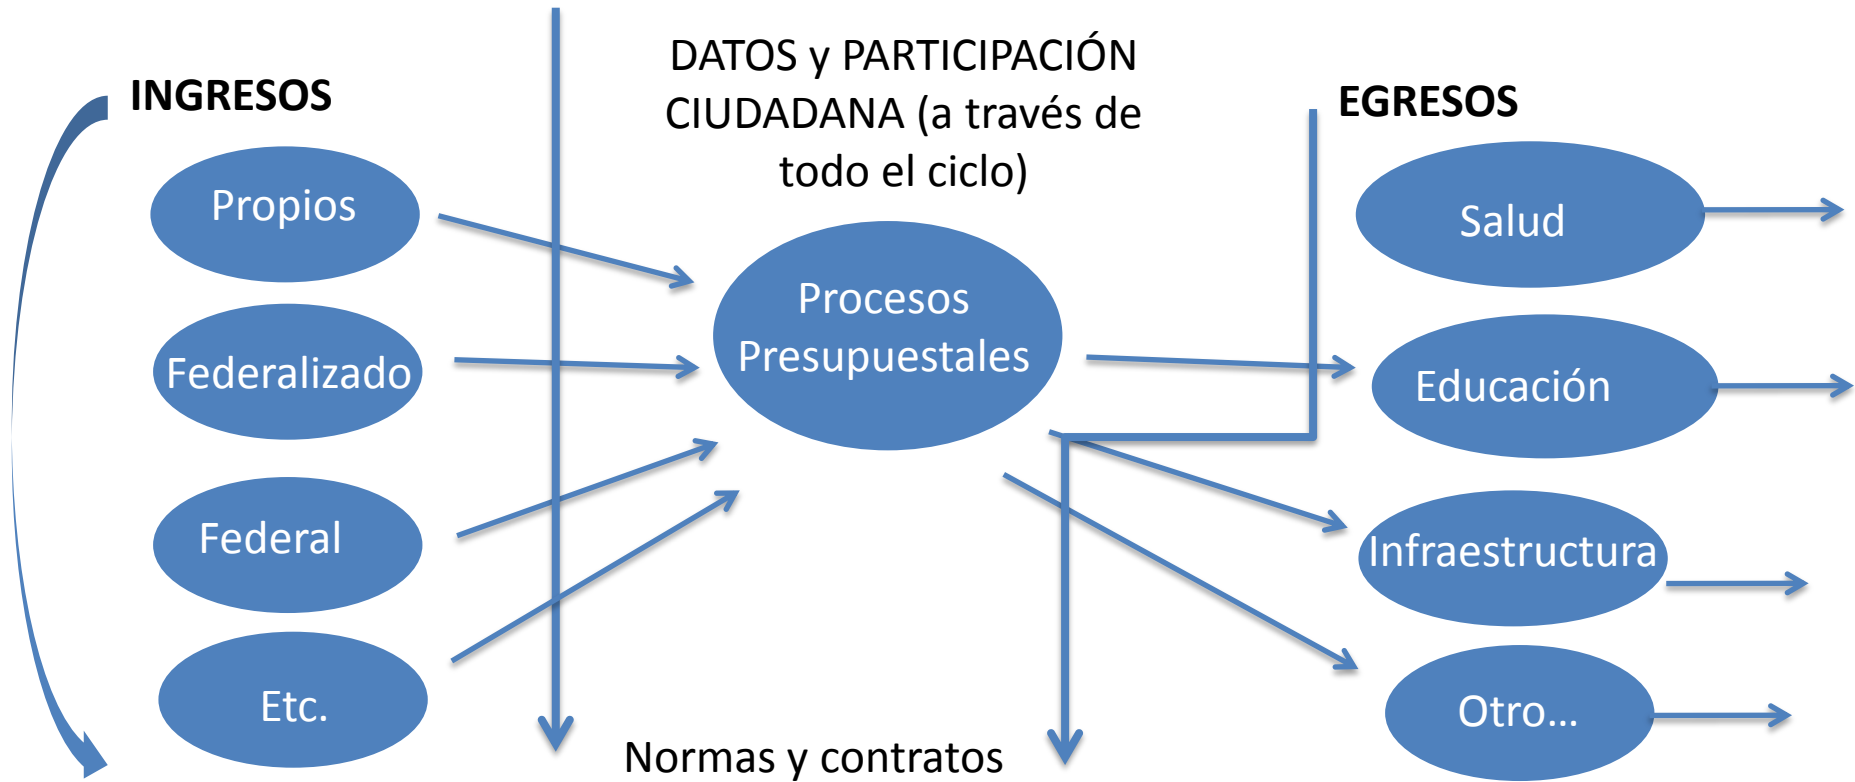 INGRESOS
Propios
Federalizado
Federal
Etc.
DATOS y PARTICIPACIÓN
CIUDADANA (a través de
todo el ciclo)
Procesos
Presupuestales
Normas y contratos
EGRESOS
Salud
Educación
Infraestructura
Otro...